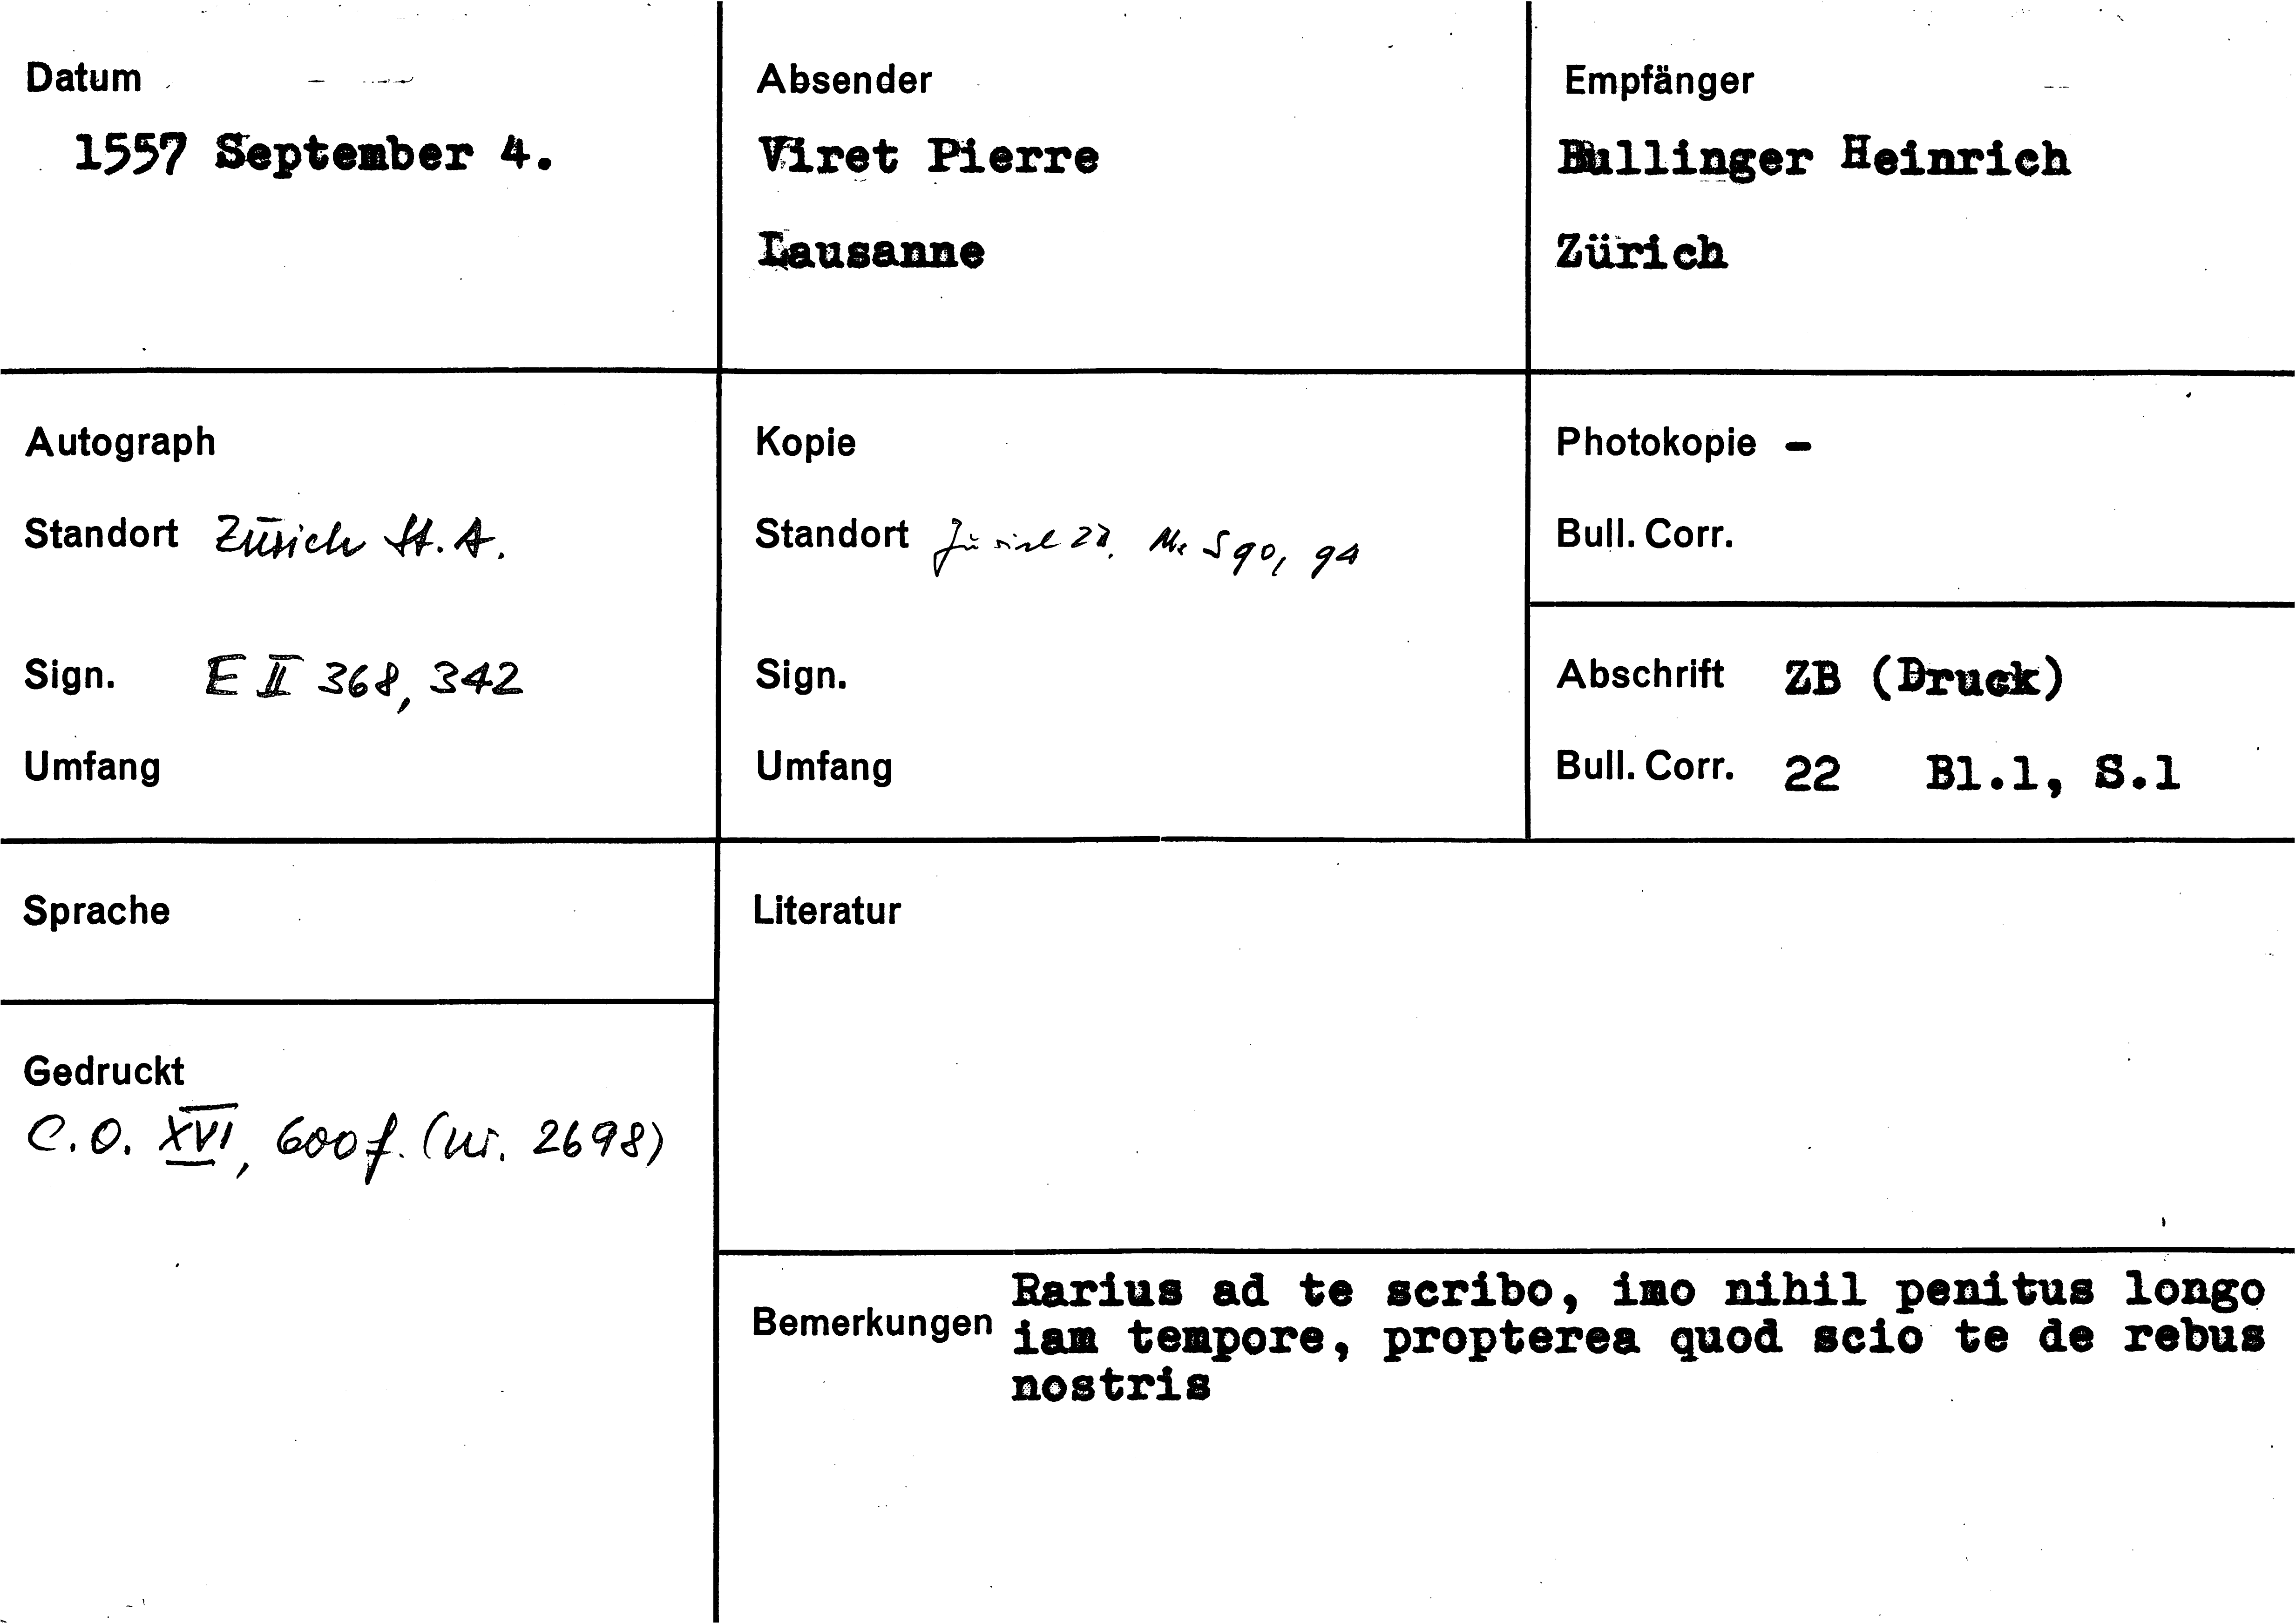 Datum
1557 September 4.
Absender
Viret Pierre
Lausanne
Empfänger
Bullinger Heinrich
Zürich
Autograph
Standort Zürich St. A.
Sign. E II 368, 342
Umfang
Kopie
Standort Zürich ZB, Ms S 90, 94
Sign.
Umfang
Photokopie -
Bull. Corr.
Abschrift ZB (Druck)
Bull. Corr. 22 Bl.1, S.1
Sprache
Gedruckt
C.O. XVI, 600 f. (Nr. 2698)
Literatur
Bemerkungen
Rarius ad te scribo, imo nihil penitus longo
iam tempore, propterea quod scio te de rebus
nostris